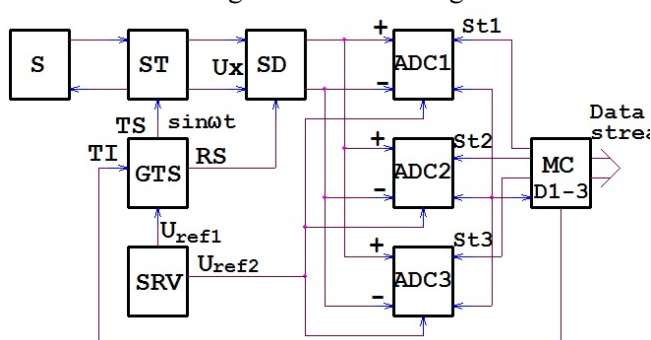 St1
S
ST
Ux
SD
+
-
ADC1
TS
sinωt
Data
strea
TI
GTS
RS
+
-
ADC2
St2
MC
D1-3
Uref1
SRV
Uref2
+
-
ADC3
St3